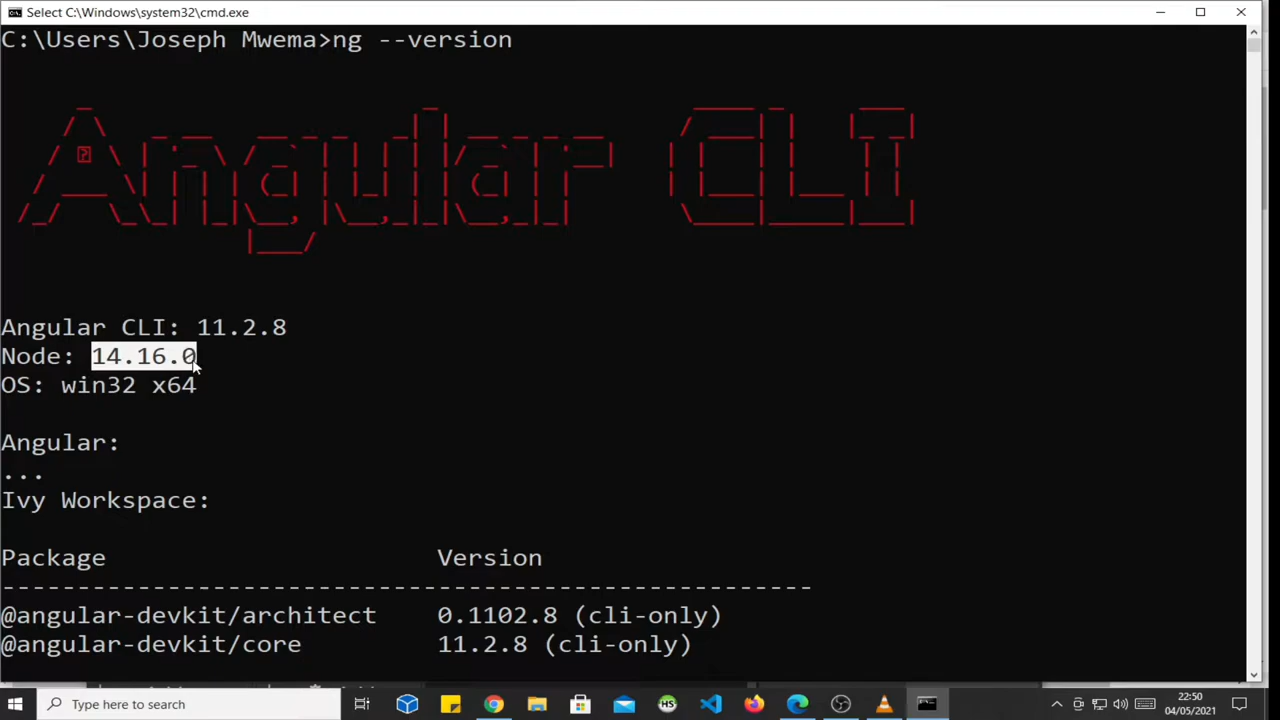 Select C:\Windows\system32\cmd.exe
C:\Users\Joseph Mwema>ng --version
Angular CLI
Angular CLI: 11.2.8
Node: 14.16.0
OS: win32 x64
Angular:
...
Ivy Workspace:
Package Version
------------------------------------------------------
@angular-devkit/architect 0.1102.8 (cli-only)
@angular-devkit/core 11.2.8 (cli-only)
Type here to search
22:50
04/05/2021